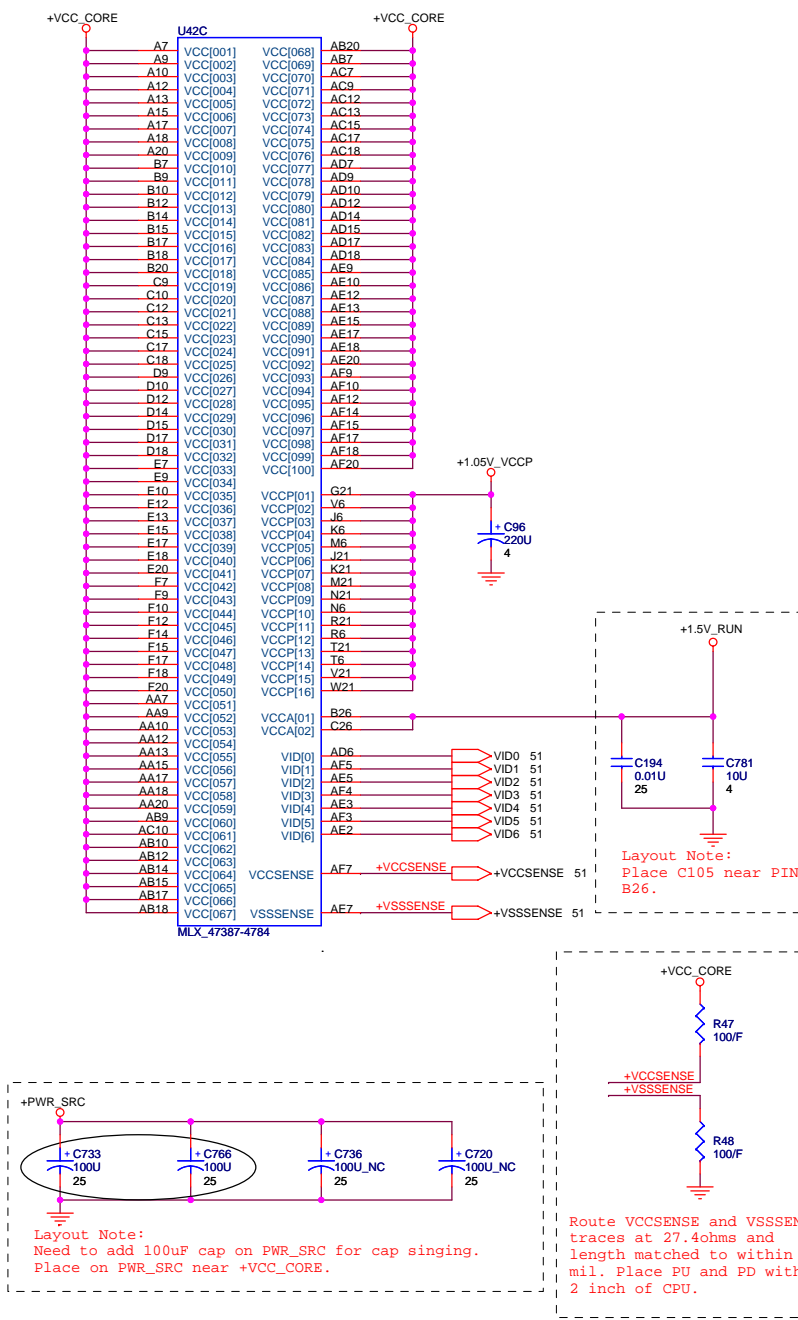 +VCC_CORE +VCC_CORE
U42C
A7 VCC[001] VCC[068] AB20
A9 VCC[002] VCC[069] AB7
A10 VCC[003] VCC[070] AC7
A12 VCC[004] VCC[071] AC9
A13 VCC[005] VCC[072] AC12
A15 VCC[006] VCC[073] AC13
A17 VCC[007] VCC[074] AC15
A18 VCC[008] VCC[075] AC17
A20 VCC[009] VCC[076] AC18
B7 VCC[010] VCC[077] AD7
B9 VCC[011] VCC[078] AD9
B10 VCC[012] VCC[079] AD10
B12 VCC[013] VCC[080] AD12
B14 VCC[014] VCC[081] AD14
B15 VCC[015] VCC[082] AD15
B17 VCC[016] VCC[083] AD17
B18 VCC[017] VCC[084] AD18
B20 VCC[018] VCC[085] AE9
C9 VCC[019] VCC[086] AE10
C10 VCC[020] VCC[087] AE12
C12 VCC[021] VCC[088] AE13
C13 VCC[022] VCC[089] AE15
C15 VCC[023] VCC[090] AE17
C17 VCC[024] VCC[091] AE18
C18 VCC[025] VCC[092] AE20
D9 VCC[026] VCC[093] AF9
D10 VCC[027] VCC[094] AF10
D12 VCC[028] VCC[095] AF12
D14 VCC[029] VCC[096] AF14
D15 VCC[030] VCC[097] AF15
D17 VCC[031] VCC[098] AF17
D18 VCC[032] VCC[099] AF18
E7 VCC[033] VCC[100] AF20
E9 VCC[034]
E10 VCC[035] VCCP[01] G21
E12 VCC[036] VCCP[02] V6
E13 VCC[037] VCCP[03] J6
E15 VCC[038] VCCP[04] K6
E17 VCC[039] VCCP[05] M6
E18 VCC[040] VCCP[06] J21
E20 VCC[041] VCCP[07] K21
F7 VCC[042] VCCP[08] M21
F9 VCC[043] VCCP[09] N21
F10 VCC[044] VCCP[10] N6
F12 VCC[045] VCCP[11] R21
F14 VCC[046] VCCP[12] R6
F15 VCC[047] VCCP[13] T21
F17 VCC[048] VCCP[14] T6
F18 VCC[049] VCCP[15] V21
F20 VCC[050] VCCP[16] W21
AA7 VCC[051]
AA9 VCC[052] VCCA[01] B26
AA10 VCC[053] VCCA[02] C26
AA12 VCC[054]
AA13 VCC[055] VID[0] AD6 VID0 51
AA15 VCC[056] VID[1] AF5 VID1 51
AA17 VCC[057] VID[2] AE5 VID2 51
AA18 VCC[058] VID[3] AF4 VID3 51
AA20 VCC[059] VID[4] AE3 VID4 51
AB9 VCC[060] VID[5] AF3 VID5 51
AC10 VCC[061] VID[6] AE2 VID6 51
AB10 VCC[062]
AB12 VCC[063]
AB14 VCC[064] VCCSENSE AF7 +VCCSENSE +VCCSENSE 51
AB15 VCC[065]
AB17 VCC[066]
AB18 VCC[067] VSSSENSE AE7 +VSSSENSE +VSSSENSE 51
MLX_47387-4784
+1.05V_VCCP
+ C96
220U
4
+1.5V_RUN
C194
0.01U
25
C781
10U
4
Layout Note:
Place C105 near PIN
B26.
+VCC_CORE
R47
100/F
+VCCSENSE
+VSSSENSE
R48
100/F
Route VCCSENSE and VSSSEN
traces at 27.4ohms and
length matched to within
mil. Place PU and PD with
2 inch of CPU.
+PWR_SRC
+ C733
100U
25
+ C766
100U
25
+ C736
100U_NC
25
+ C720
100U_NC
25
Layout Note:
Need to add 100uF cap on PWR_SRC for cap singing.
Place on PWR_SRC near +VCC_CORE.